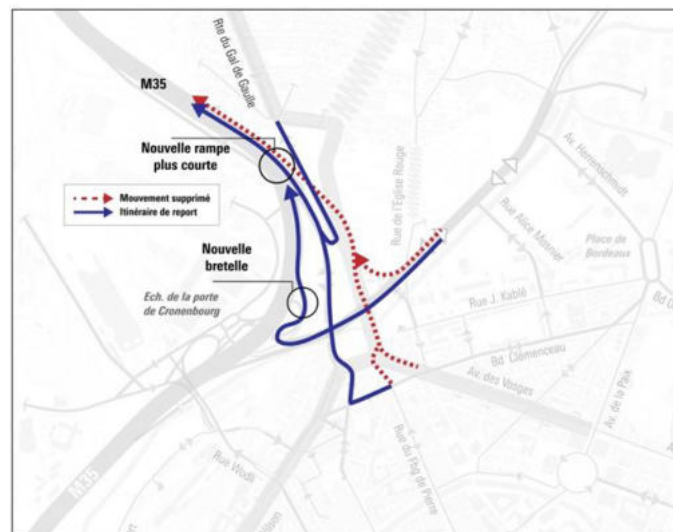 Rte du Gal de Gaulle
M35
Nouvelle rampe
plus courte
Mouvement supprimé
Itinéraire de report
Nouvelle
bretelle
Ech. de la porte
de Cronenbourg
Rue de l'Eglise Rouge
Av. Herrenschmidt
Rue Alice Mosnier
Place de
Bordeaux
Rue J. Kablé
Bd Clemenceau
Av. des Vosges
Av. de la Paix
Rue du Fbg de Pierre
Rue Wodli
M35